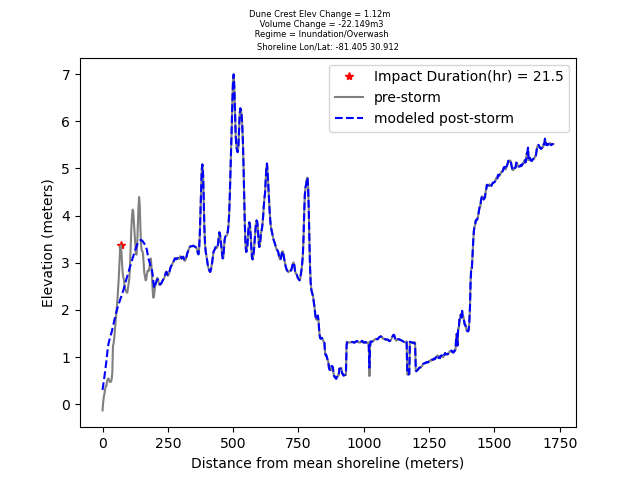 Dune Crest Elev Change = 1.12m
Volume Change = -22.149m3
Regime = Inundation/Overwash
Shoreline Lon/Lat: -81.405 30.912
Impact Duration(hr) = 21.5
pre-storm
modeled post-storm
Elevation (meters)
7
6
5
4
3
2
1
0
0 250 500 750 1000 1250 1500 1750
Distance from mean shoreline (meters)